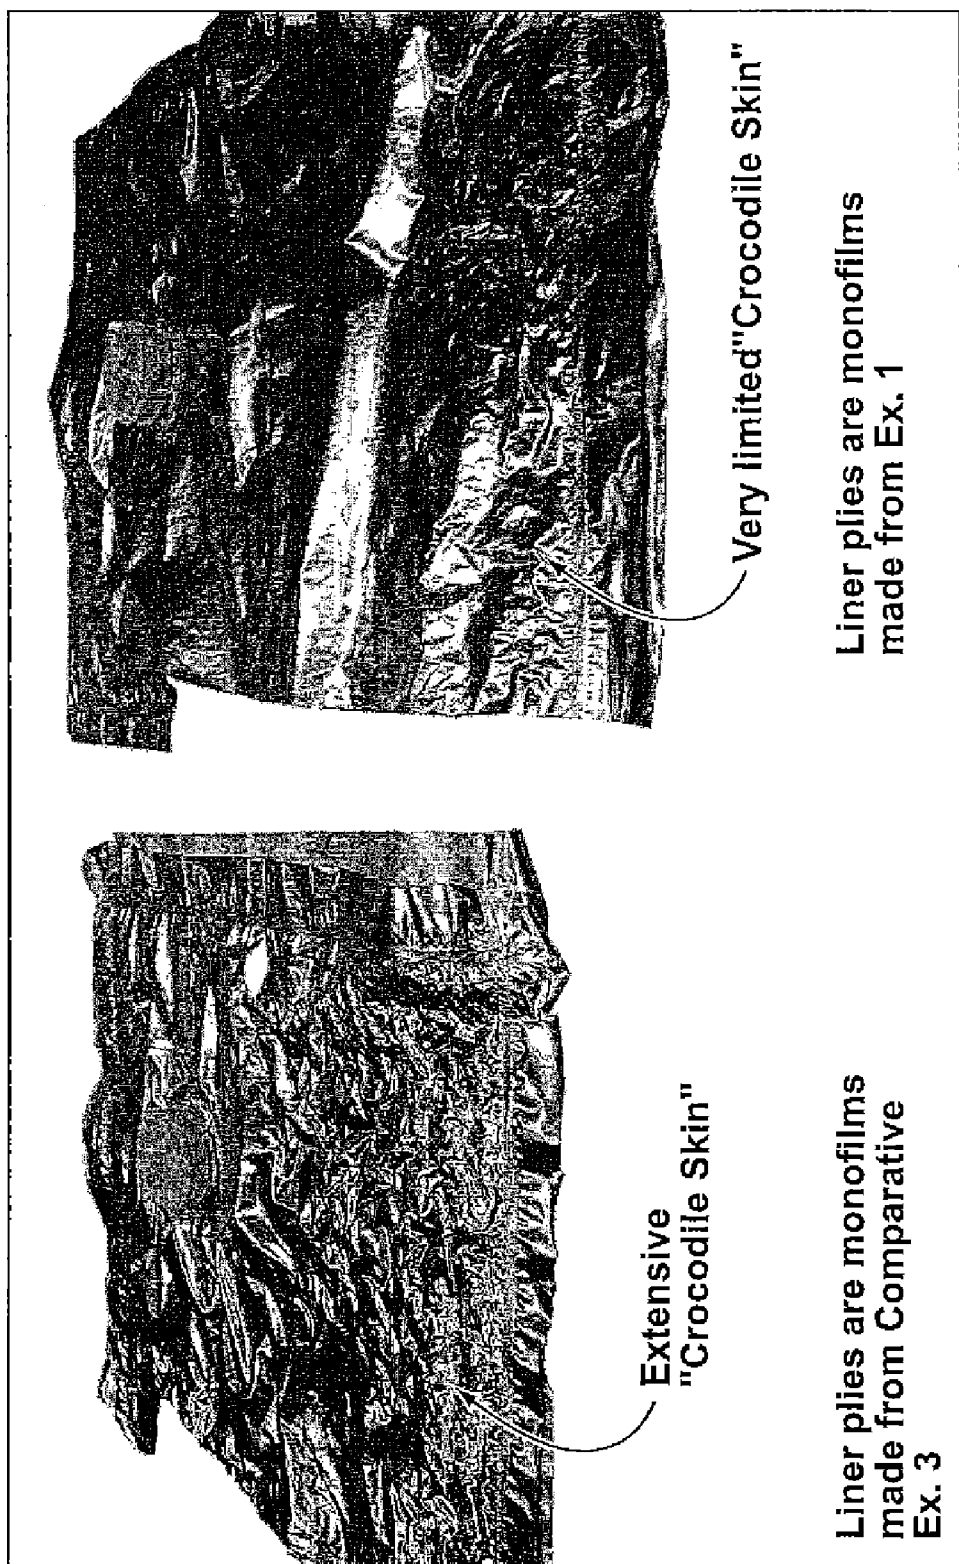 Extensive
"Crocodile Skin"
Liner plies are monofilms
made from Comparative
Ex. 3
Very limited"Crocodile Skin"
Liner plies are monofilms
made from Ex. 1